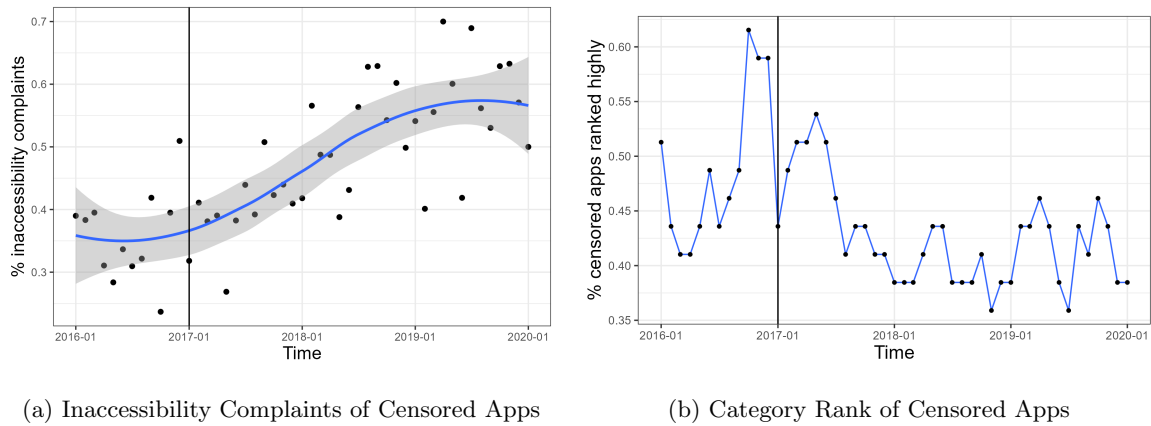 0.7
0.6
0.5
0.4
0.3
% inaccessibility complaints
2016-01 2017-01 2018-01 2019-01 2020-01
Time
(a) Inaccessibility Complaints of Censored Apps
0.60
0.55
0.50
0.45
0.40
0.35
% censored apps ranked highly
2016-01 2017-01 2018-01 2019-01 2020-01
Time
(b) Category Rank of Censored Apps